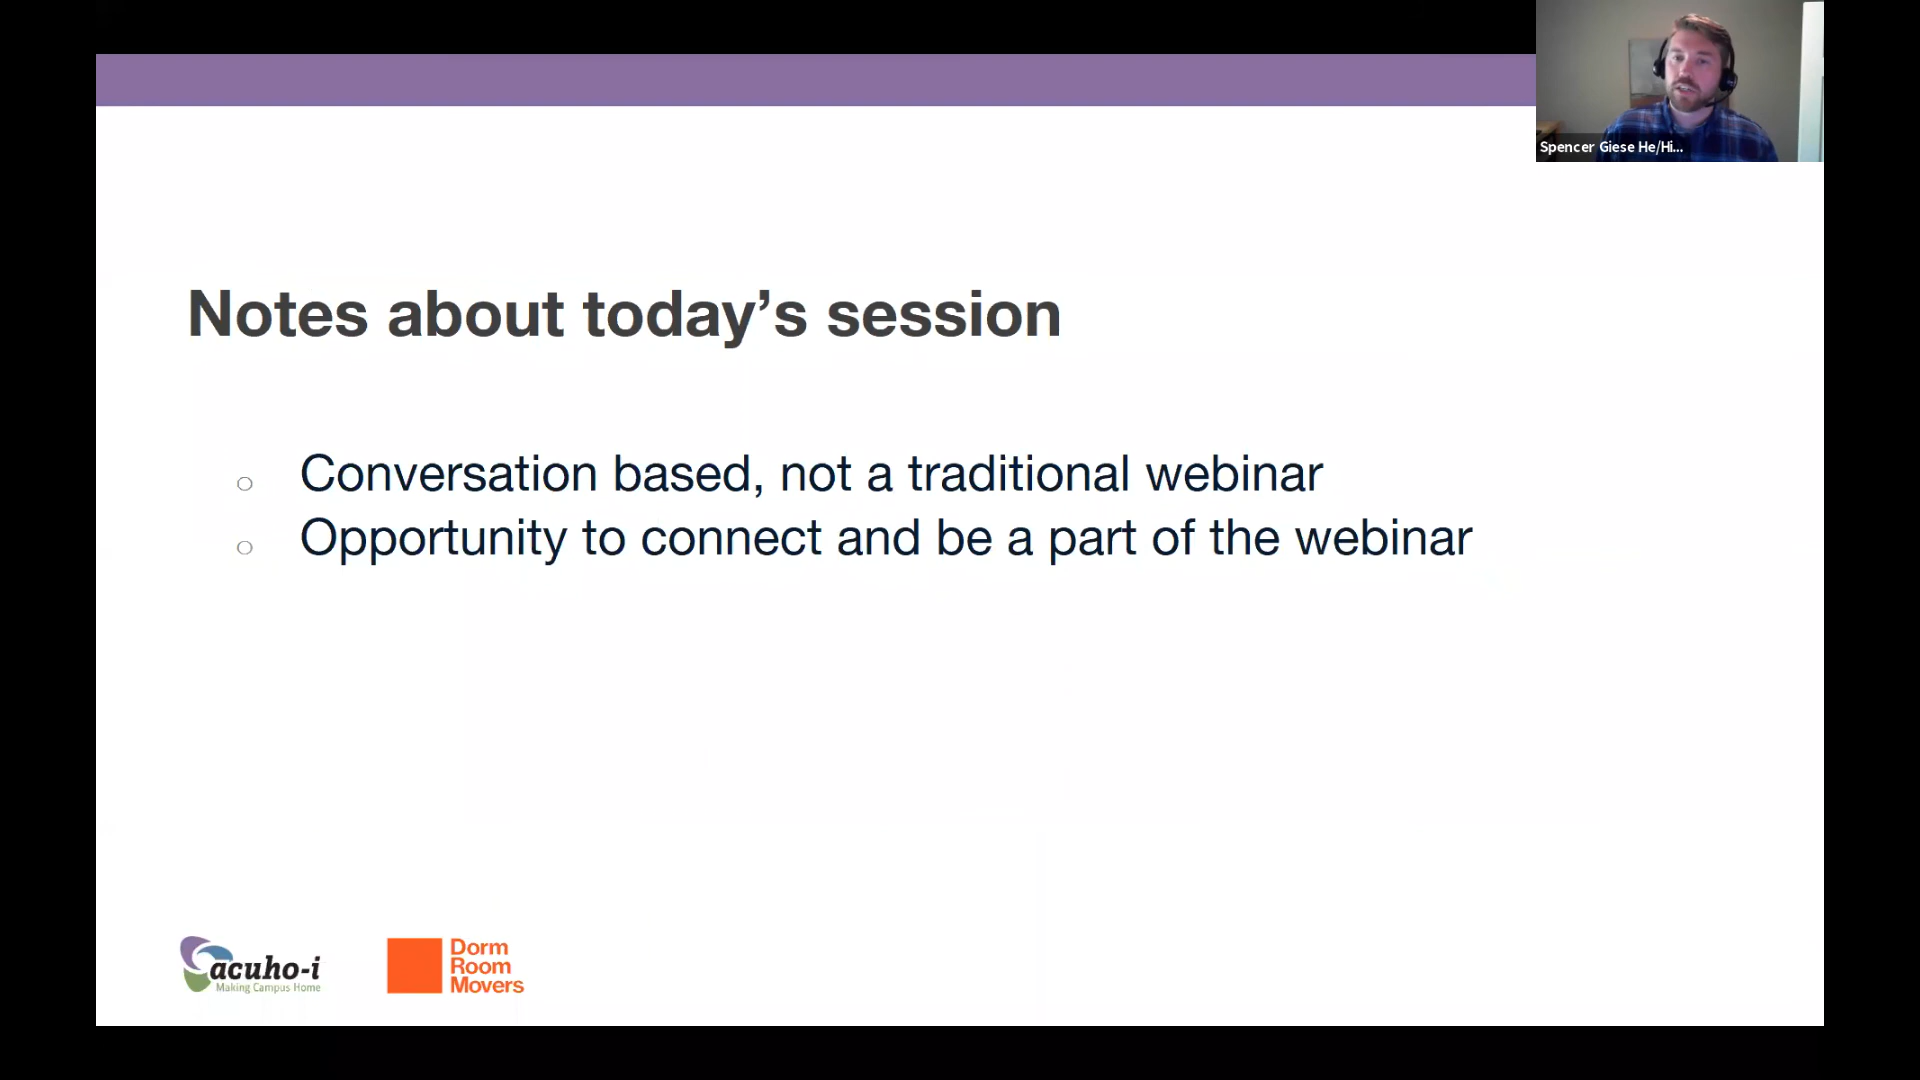 Spencer Giese He/Hi...
Notes about today’s session
Conversation based, not a traditional webinar
Opportunity to connect and be a part of the webinar
acuho-i
Making Campus Home
Dorm
Room
Movers